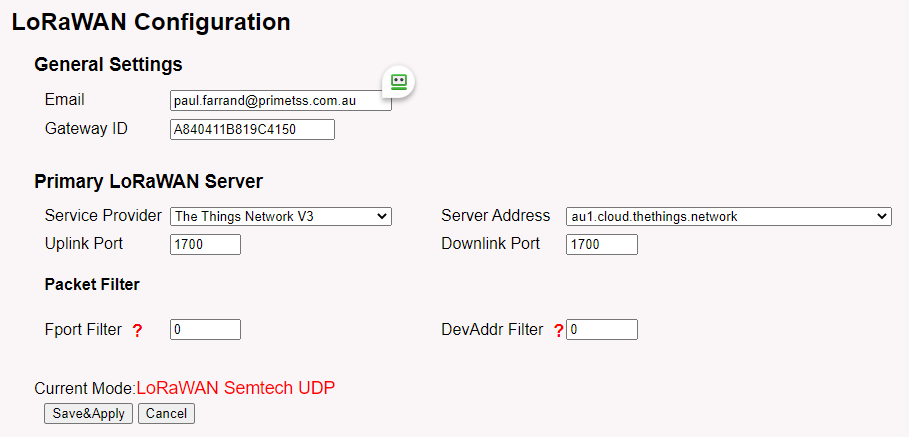 LoRaWAN Configuration
General Settings
Email paul.farrand@primetss.com.au
Gateway ID A840411B819C4150
Primary LoRaWAN Server
Service Provider The Things Network V3 Server Address au1.cloud.thethings.network
Uplink Port 1700 Downlink Port 1700
Packet Filter
Fport Filter ? 0 DevAddr Filter ? 0
Current Mode:LoRaWAN Semtech UDP
Save&Apply Cancel